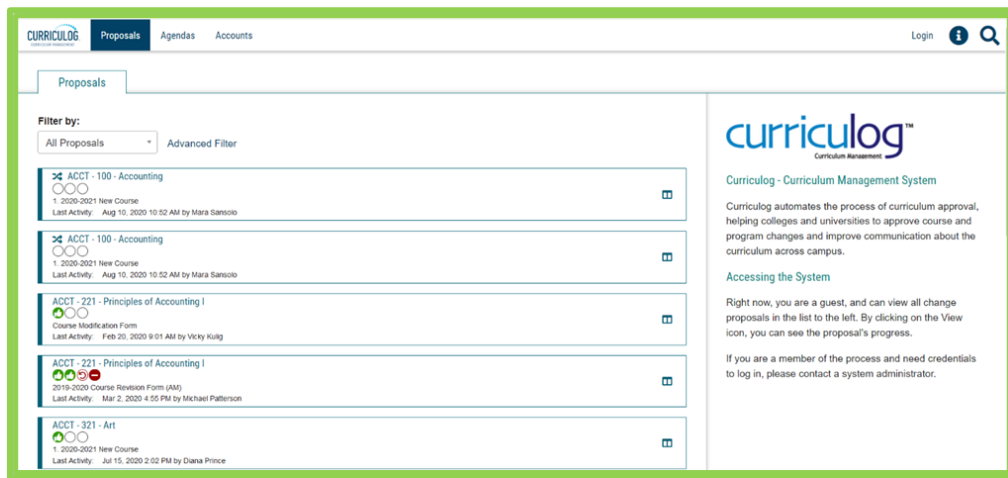 CURRICULOG
CURRICULUM MANAGEMENT
Proposals
Agendas
Accounts
Login
Proposals
Filter by:
All Proposals
Advanced Filter
ACCT - 100 - Accounting
1. 2020-2021 New Course
Last Activity: Aug 10, 2020 10:52 AM by Mara Sansolo
ACCT - 100 - Accounting
1. 2020-2021 New Course
Last Activity: Aug 10, 2020 10:52 AM by Mara Sansolo
ACCT - 221 - Principles of Accounting I
Course Modification Form
Last Activity: Feb 20, 2020 9:01 AM by Vicky Kulig
ACCT - 221 - Principles of Accounting I
2019-2020 Course Revision Form (AM)
Last Activity: Mar 2, 2020 4:55 PM by Michael Patterson
ACCT - 321 - Art
1. 2020-2021 New Course
Last Activity: Jul 15, 2020 2:02 PM by Diana Prince
curriculog™
Curriculum Management
Curriculog - Curriculum Management System
Curriculog automates the process of curriculum approval,
helping colleges and universities to approve course and
program changes and improve communication about the
curriculum across campus.
Accessing the System
Right now, you are a guest, and can view all change
proposals in the list to the left. By clicking on the View
icon, you can see the proposal's progress.
If you are a member of the process and need credentials
to log in, please contact a system administrator.